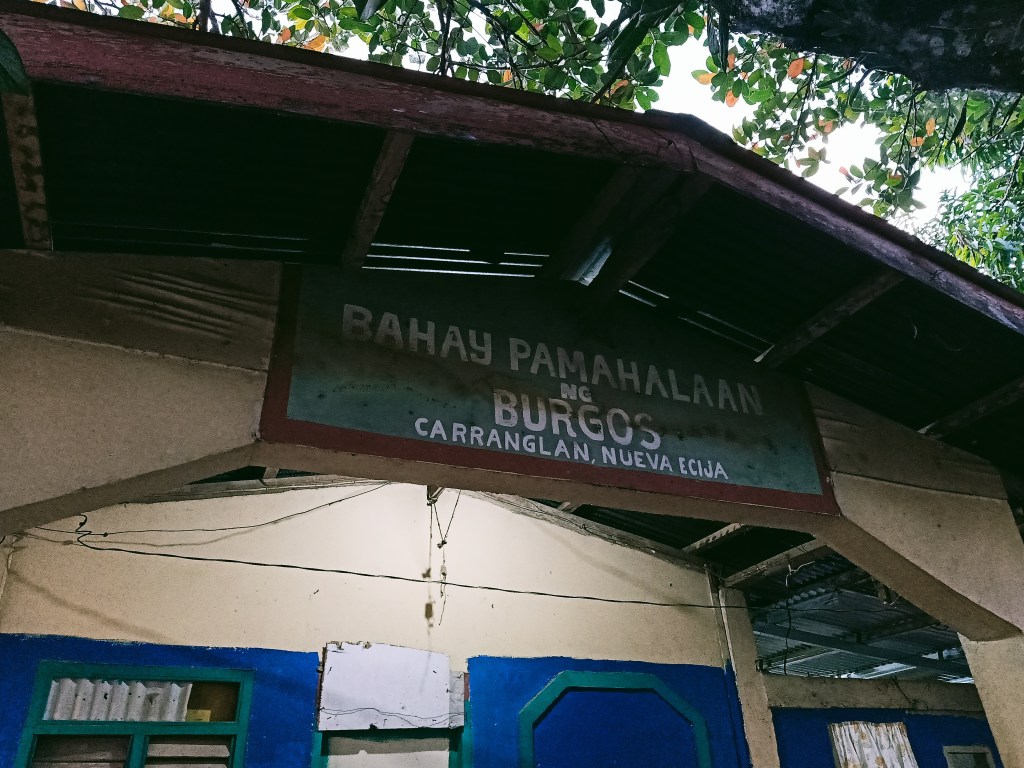 BAHAY PAMAHALAAN
NG
BURGOS
CARRANGLAN, NUEVA ECIJA